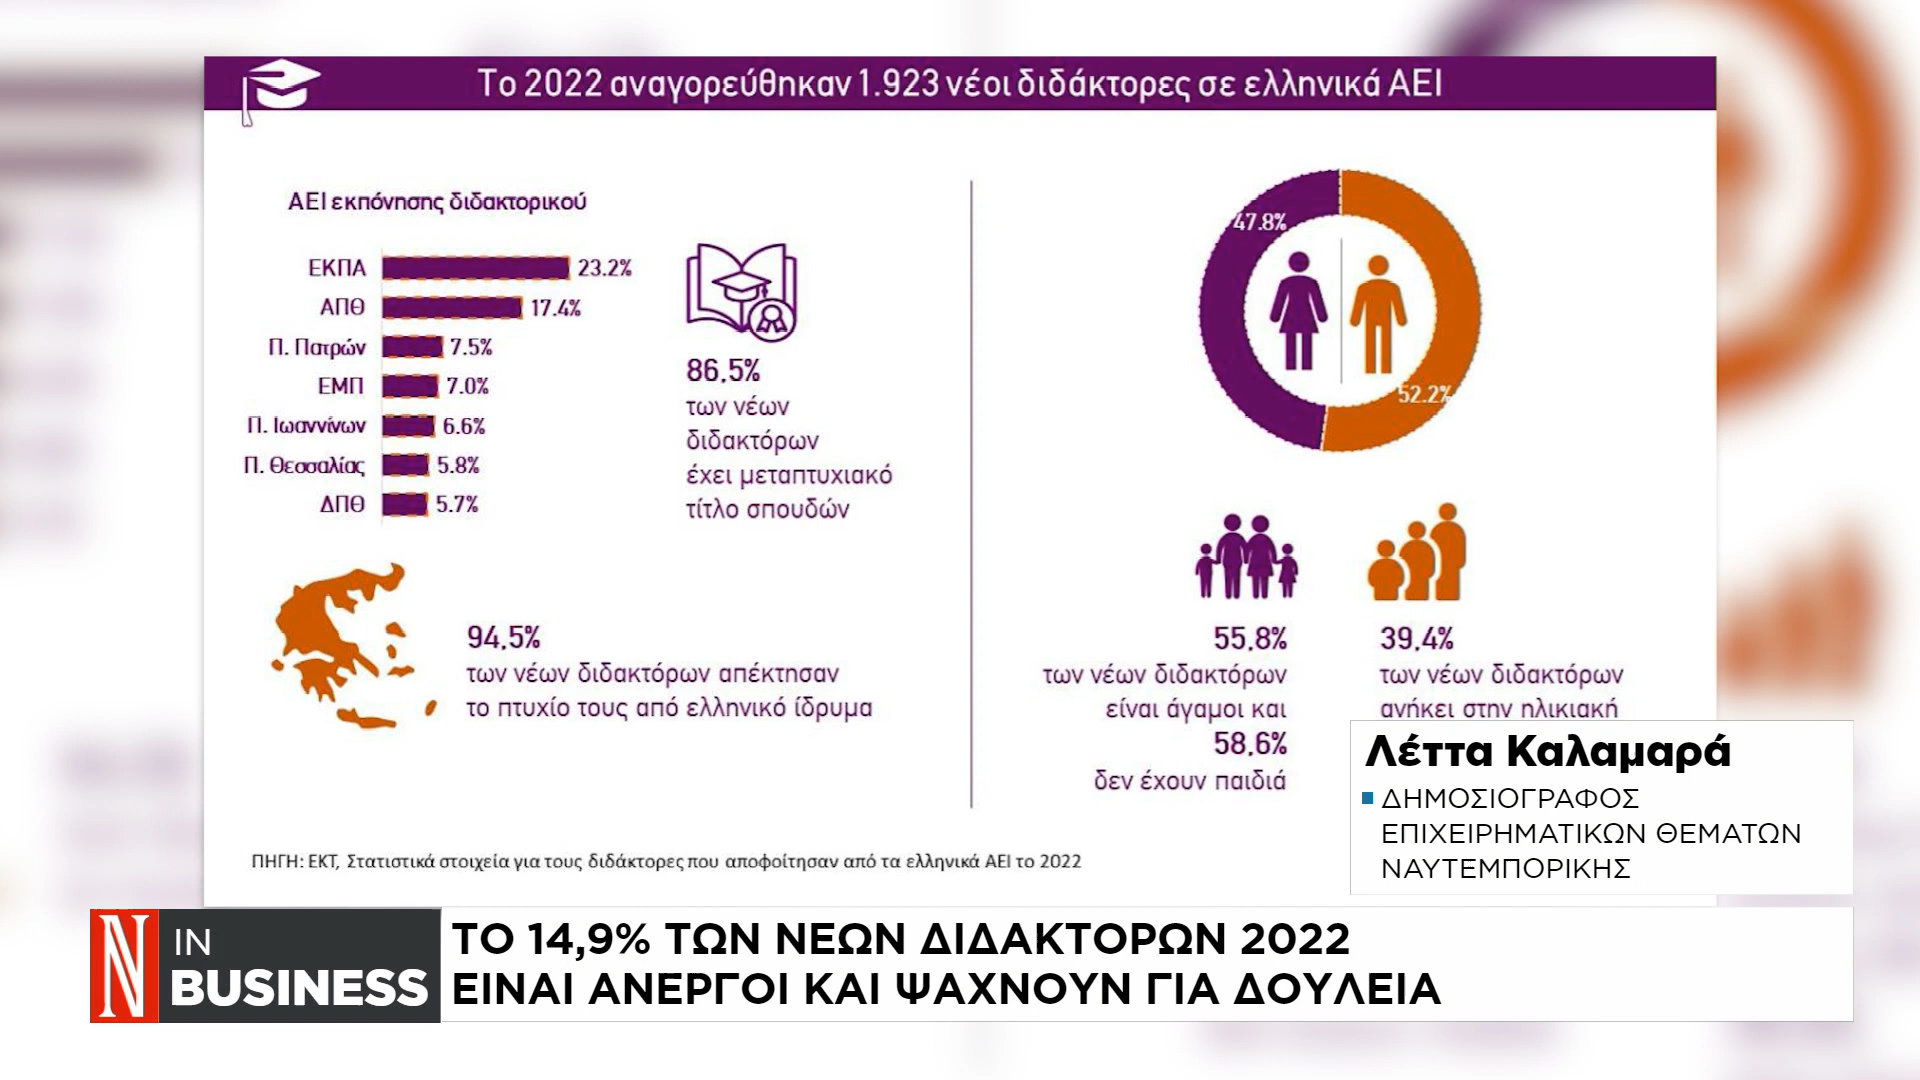 Το 2022 αναγορεύθηκαν 1.923 νέοι διδάκτορες σε ελληνικά ΑΕΙ
ΑΕΙ εκπόνησης διδακτορικού
ΕΚΠΑ 23.2%
ΑΠΘ 17.4%
Π. Πατρών 7.5%
ΕΜΠ 7.0%
Π. Ιωαννίνων 6.6%
Π. Θεσσαλίας 5.8%
ΔΠΘ 5.7%
86,5%
των νέων
διδακτόρων
έχει μεταπτυχιακό
τίτλο σπουδών
94,5%
των νέων διδακτόρων απέκτησαν
το πτυχίο τους από ελληνικό ίδρυμα
47.8%
52.2%
55,8%
των νέων διδακτόρων
είναι άγαμοι και
58,6%
δεν έχουν παιδιά
39,4%
των νέων διδακτόρων
ανήκει στην ηλικιακή
ΠΗΓΗ: ΕΚΤ, Στατιστικά στοιχεία για τους διδάκτορες που αποφοίτησαν από τα ελληνικά ΑΕΙ το 2022
Λέττα Καλαμαρά
ΔΗΜΟΣΙΟΓΡΑΦΟΣ
ΕΠΙΧΕΙΡΗΜΑΤΙΚΩΝ ΘΕΜΑΤΩΝ
ΝΑΥΤΕΜΠΟΡΙΚΗΣ
N IN
BUSINESS
ΤΟ 14,9% ΤΩΝ ΝΕΩΝ ΔΙΔΑΚΤΟΡΩΝ 2022
ΕΙΝΑΙ ΑΝΕΡΓΟΙ ΚΑΙ ΨΑΧΝΟΥΝ ΓΙΑ ΔΟΥΛΕΙΑ